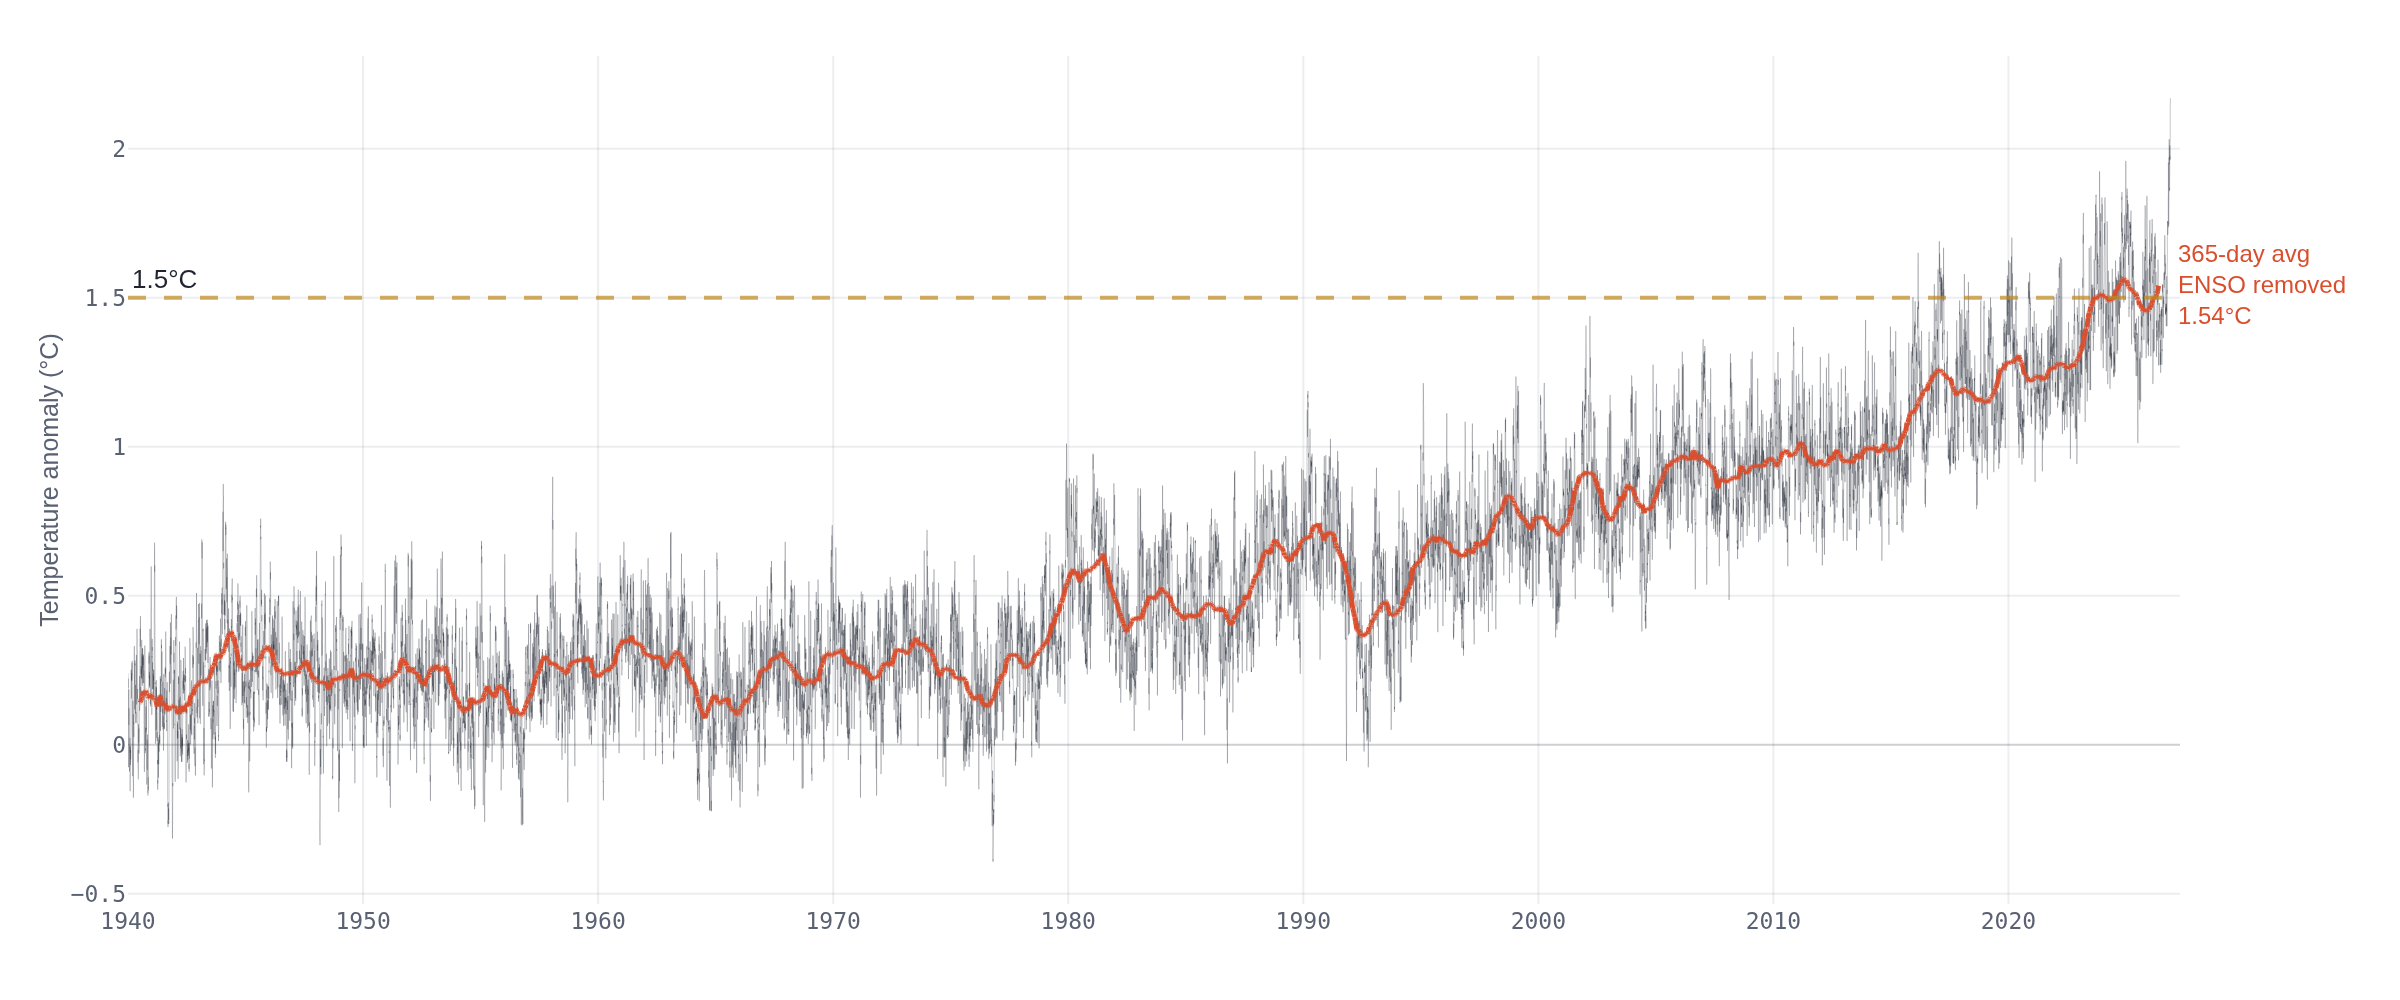 2
1.5°C
1.5
365-day avg
ENSO removed
1.54°C
Temperature anomaly (°C)
1
0.5
0
−0.5
1940 1950 1960 1970 1980 1990 2000 2010 2020